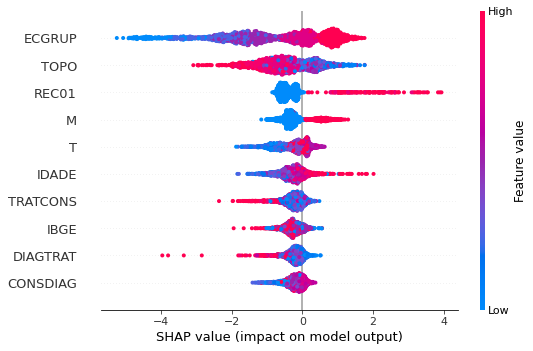 High
ECGRUP
TOPO
REC01
M
T
IDADE
TRATCONS
IBGE
DIAGTRAT
CONSDIAG
Feature value
Low
−4 −2 0 2 4
SHAP value (impact on model output)